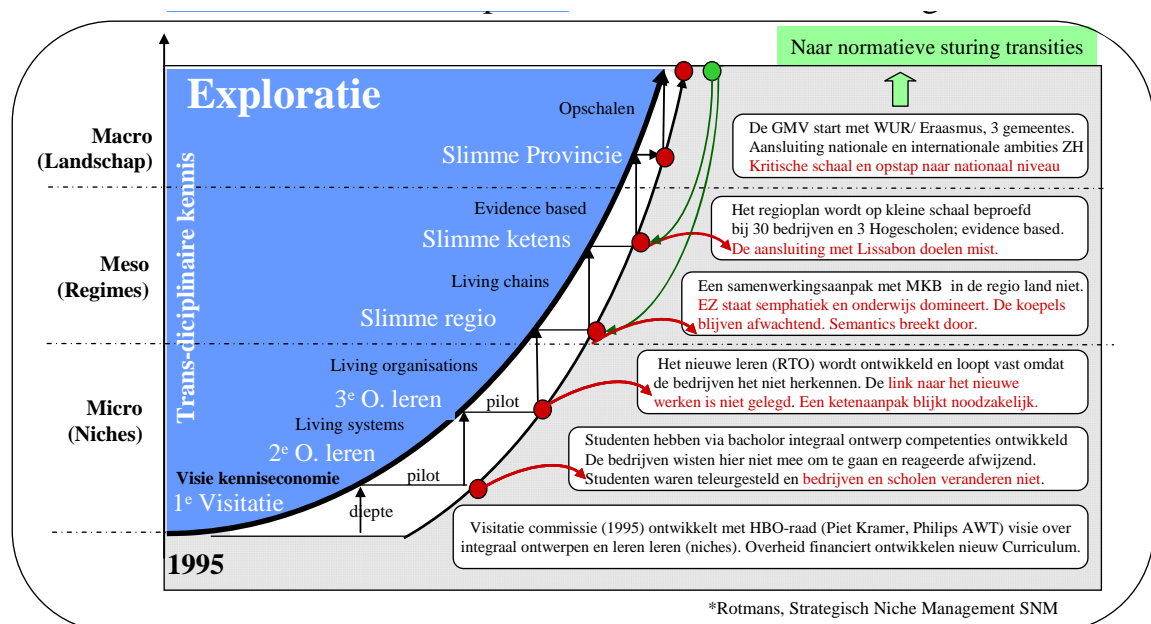 Naar normatieve sturing transities
Exploratie
Trans-diciplinaire kennis
Macro
(Landschap)
Meso
(Regimes)
Micro
(Niches)
Opschalen
Slimme Provincie
Evidence based
Slimme ketens
Living chains
Slimme regio
Living organisations
3e O. leren
pilot
Living systems
2e O. leren
Visie kenniseconomie
pilot
1e Visitatie
diepte
1995
De GMV start met WUR/ Eraasmus, 3 gemeentes.
Aansluiting nationale en internationale ambities ZH
Kritische schaal en opstap naar nationaal niveau
Het regioplan wordt op kleine schaal beproefd
bij 30 bedrijven en 3 Hogescholen; evidence based.
De aansluiting met Lissabon doelen mist.
Een samenwerkingsaanpak met MKB in de regio land niet.
EZ staat semphatiek en onderwijs domineert. De koepels
blijven afwachtend. Semantics breekt door.
Het nieuwe leren (RTO) wordt ontwikkeld en loopt vast omdat
de bedrijven het niet herkennen. De link naar het nieuwe
werken is niet gelegd. Een ketenaanpak blijkt noodzakelijk.
Studenten hebben via bacholor integraal ontwerp competenties ontwikkeld
De bedrijven wisten hier niet mee om te gaan en reageerde afwijzend.
Studenten waren teleurgesteld en bedrijven en scholen veranderen niet.
Visitatie commissie (1995) ontwikkelt met HBO-raad (Piet Kramer, Philips AWT) visie over
integraal ontwerpen en leren leren (niches). Overheid financiert ontwikkelen nieuw Curriculum.
*Rotmans, Strategisch Niche Management SNM